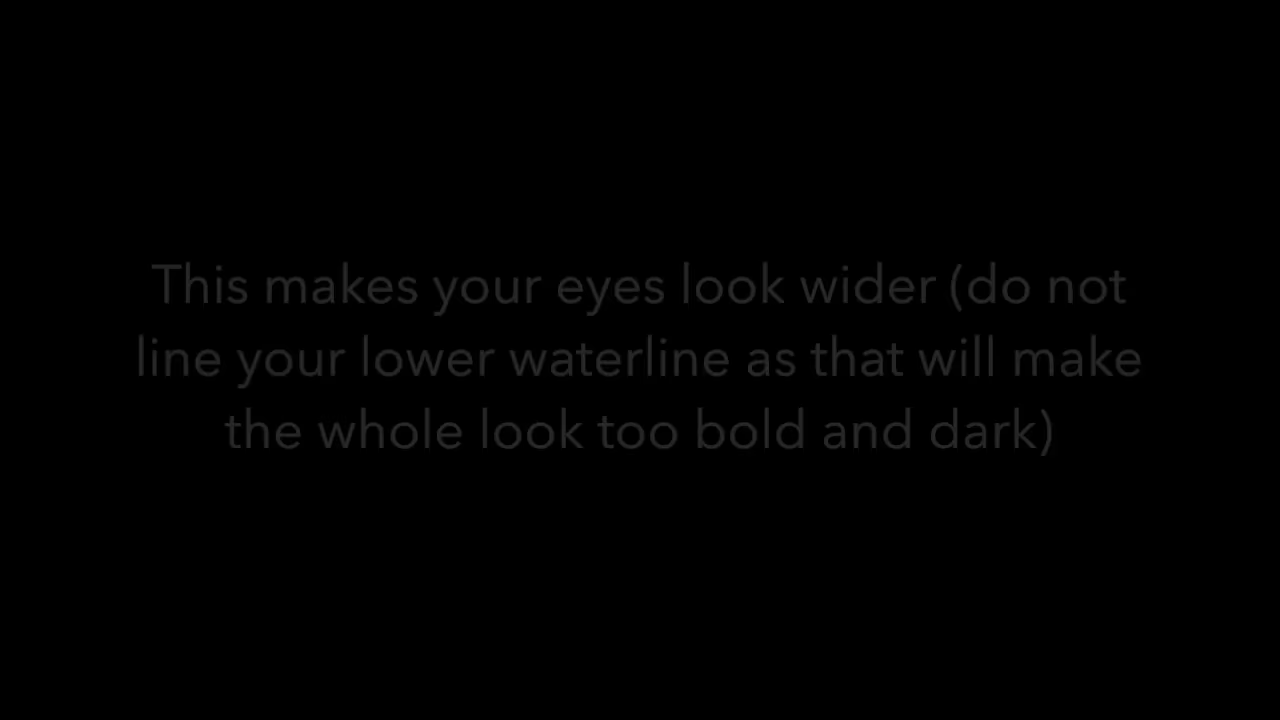 This makes your eyes look wider (do not
line your lower waterline as that will make
the whole look too bold and dark)